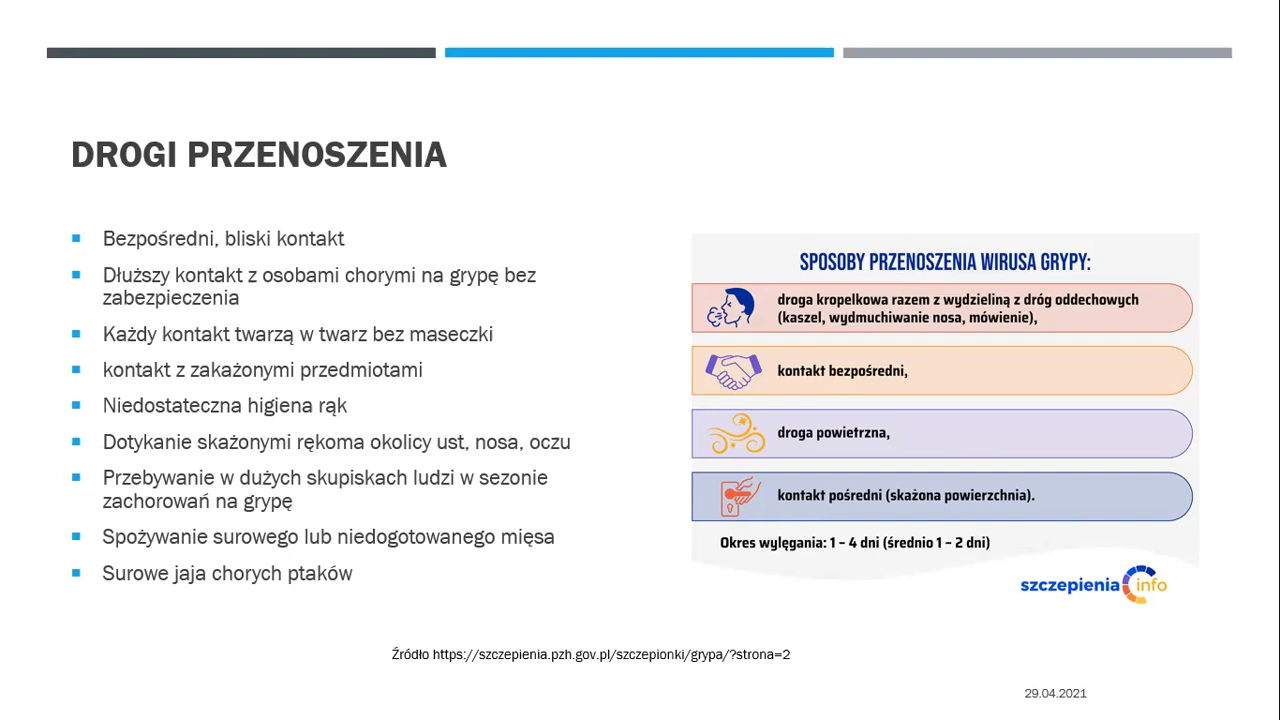 DROGI PRZENOSZENIA
Bezpośredni, bliski kontakt
Dłuższy kontakt z osobami chorymi na grypę bez
zabezpieczenia
Każdy kontakt twarzą w twarz bez maseczki
kontakt z zakażonymi przedmiotami
Niedostateczna higiena rąk
Dotykanie skażonymi rękoma okolicy ust, nosa, oczu
Przebywanie w dużych skupiskach ludzi w sezonie
zachorowań na grypę
Spożywanie surowego lub niedogotowanego mięsa
Surowe jaja chorych ptaków
SPOSOBY PRZENOSZENIA WIRUSA GRYPY:
droga kropelkowa razem z wydzieliną z dróg oddechowych
(kaszel, wydmuchiwanie nosa, mówienie),
kontakt bezpośredni,
droga powietrzna,
kontakt pośredni (skażona powierzchnia).
Okres wylęgania: 1 – 4 dni (średnio 1 – 2 dni)
szczepienia info
Źródło https://szczepienia.pzh.gov.pl/szczepionki/grypa/?strona=2
29.04.2021